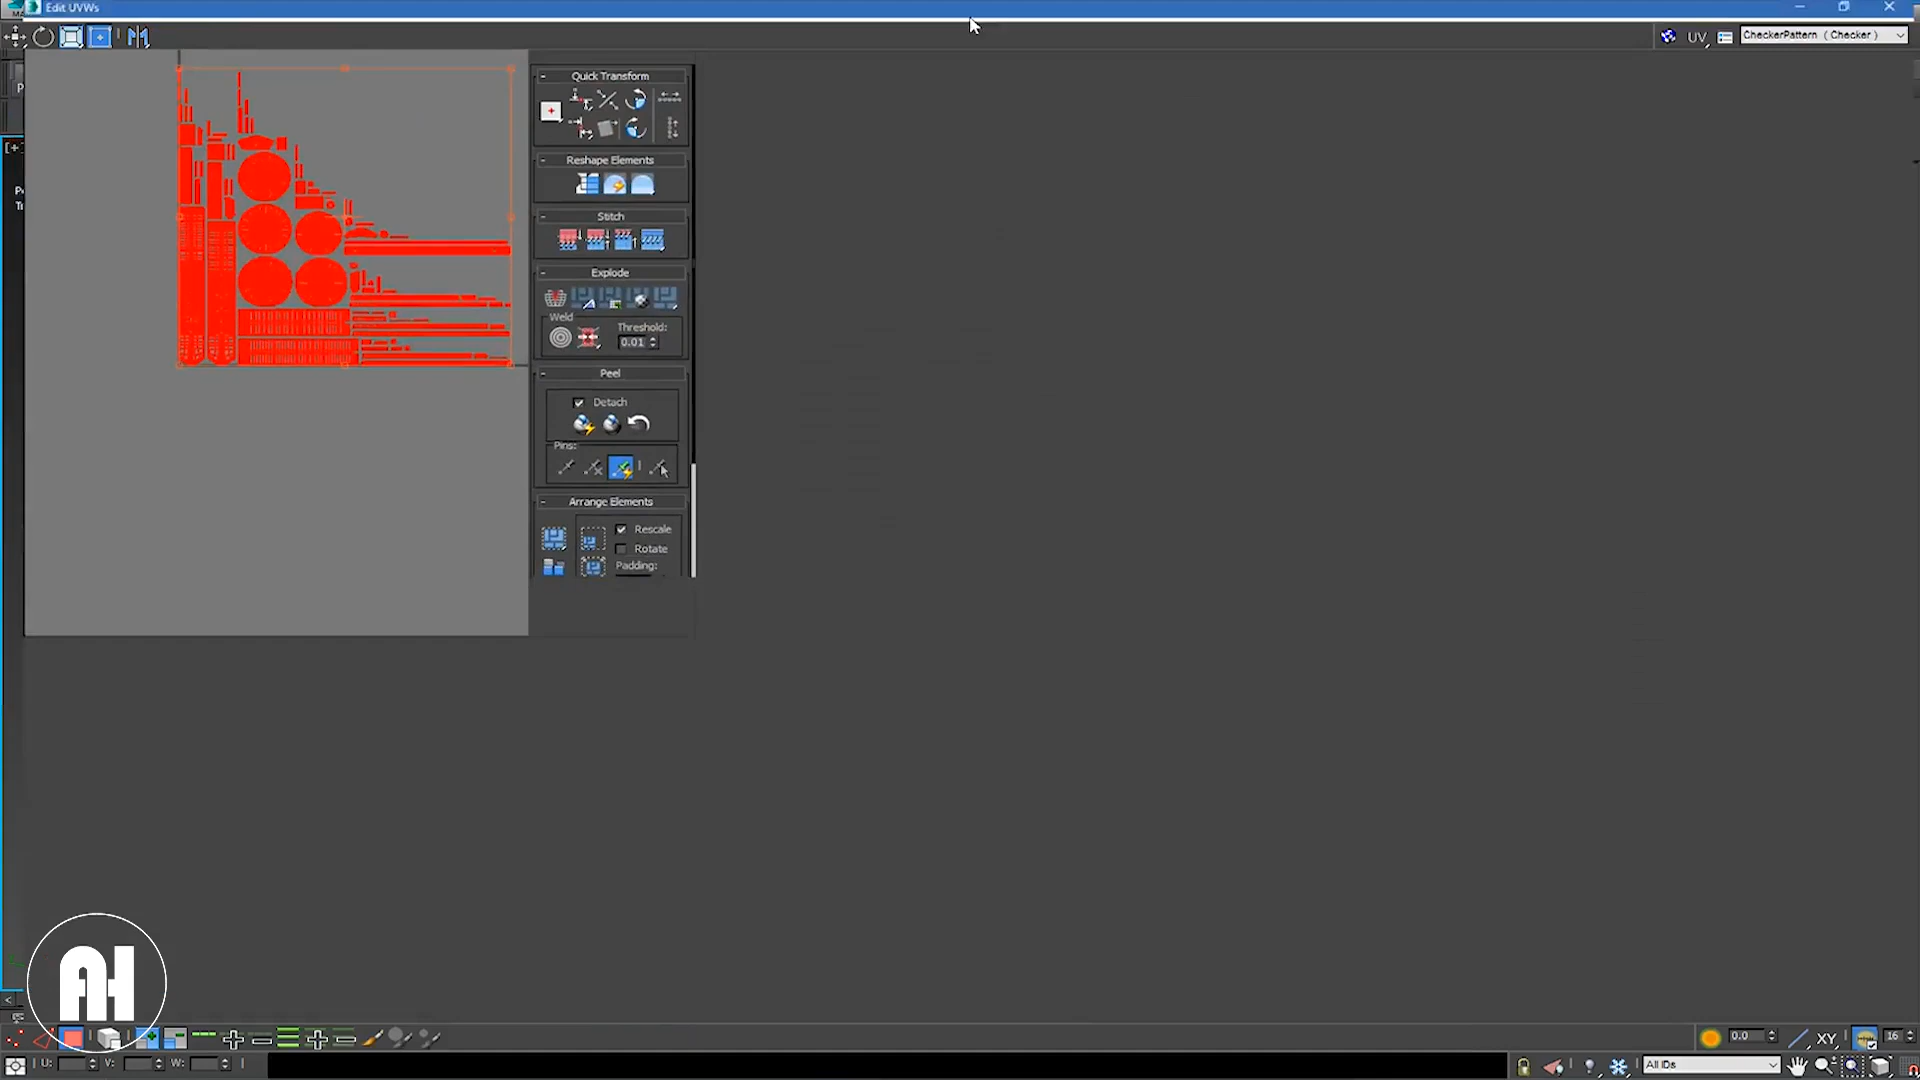 Edit UVWs
UV
CheckerPattern ( Checker )
[+]
Quick Transform
Reshape Elements
Stitch
Explode
Weld
Threshold:
0.01
Peel
Detach
Pins:
Arrange Elements
Rescale
Rotate
Padding:
AH
0.0
XY
16
U:
V:
W:
All IDs